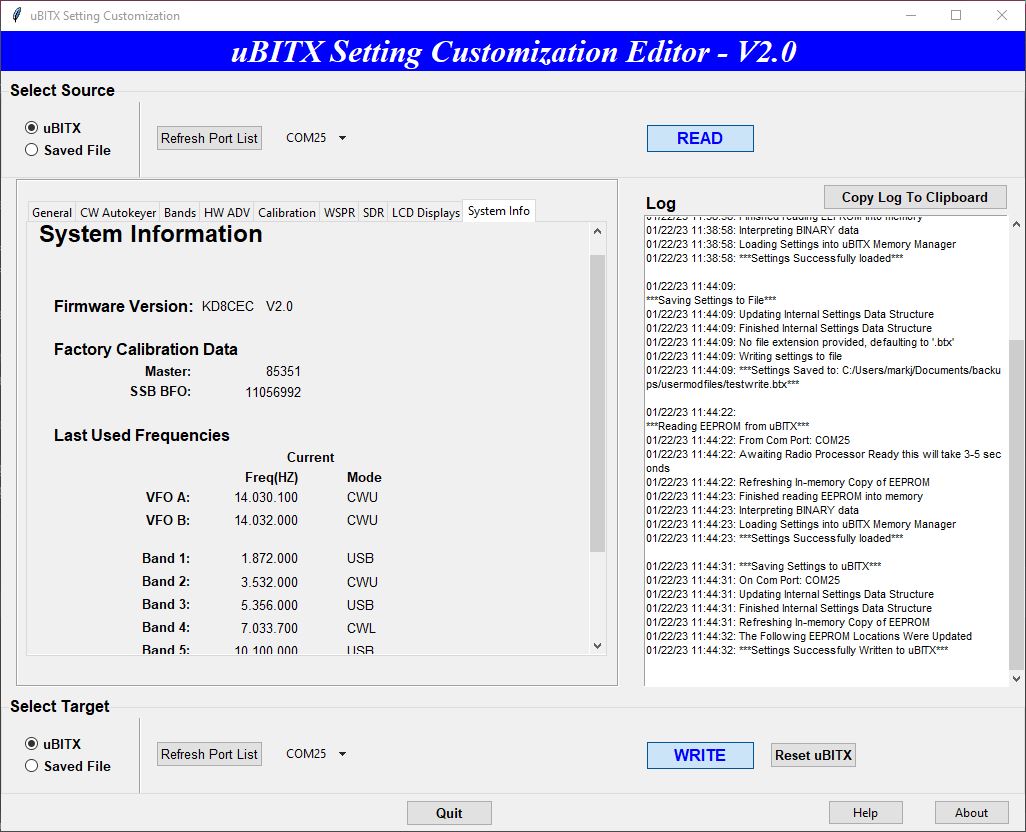 uBITX Setting Customization
uBITX Setting Customization Editor - V2.0
Select Source
uBITX
Saved File
Refresh Port List
COM25
READ
General CW Autokeyer Bands HW ADV Calibration WSPR SDR LCD Displays System Info
System Information
Firmware Version: KD8CEC V2.0
Factory Calibration Data
Master: 85351
SSB BFO: 11056992
Last Used Frequencies
Current
Freq(HZ) Mode
VFO A: 14.030.100 CWU
VFO B: 14.032.000 CWU
Band 1: 1.872.000 USB
Band 2: 3.532.000 CWU
Band 3: 5.356.000 USB
Band 4: 7.033.700 CWL
Band 5: 10.100.000 USB
Log
Copy Log To Clipboard
01/22/23 11:38:58: Finished reading EEPROM into memory
01/22/23 11:38:58: Interpreting BINARY data
01/22/23 11:38:58: Loading Settings into uBITX Memory Manager
01/22/23 11:38:58: ***Settings Successfully loaded***
01/22/23 11:44:09:
***Saving Settings to File***
01/22/23 11:44:09: Updating Internal Settings Data Structure
01/22/23 11:44:09: Finished Internal Settings Data Structure
01/22/23 11:44:09: No file extension provided, defaulting to '.btx'
01/22/23 11:44:09: Writing settings to file
01/22/23 11:44:09: ***Settings Saved to: C:/Users/markj/Documents/backu
ps/usermodfiles/testwrite.btx***
01/22/23 11:44:22:
***Reading EEPROM from uBITX***
01/22/23 11:44:22: From Com Port: COM25
01/22/23 11:44:22: Awaiting Radio Processor Ready this will take 3-5 sec
onds
01/22/23 11:44:22: Refreshing In-memory Copy of EEPROM
01/22/23 11:44:23: Finished reading EEPROM into memory
01/22/23 11:44:23: Interpreting BINARY data
01/22/23 11:44:23: Loading Settings into uBITX Memory Manager
01/22/23 11:44:23: ***Settings Successfully loaded***
01/22/23 11:44:31: ***Saving Settings to uBITX***
01/22/23 11:44:31: On Com Port: COM25
01/22/23 11:44:31: Updating Internal Settings Data Structure
01/22/23 11:44:31: Finished Internal Settings Data Structure
01/22/23 11:44:31: Refreshing In-memory Copy of EEPROM
01/22/23 11:44:32: The Following EEPROM Locations Were Updated
01/22/23 11:44:32: ***Settings Successfully Written to uBITX***
Select Target
uBITX
Saved File
Refresh Port List
COM25
WRITE
Reset uBITX
Quit
Help
About